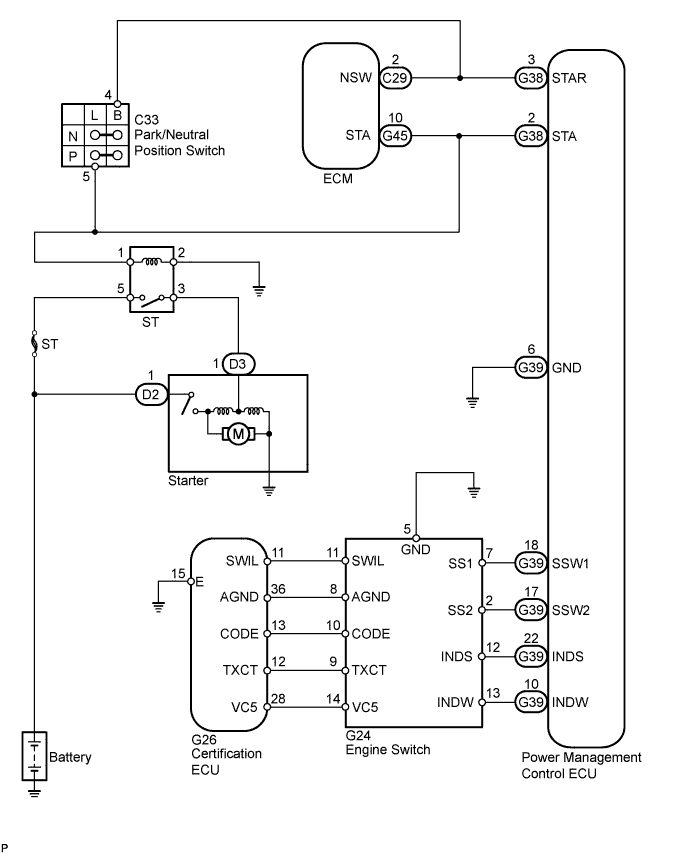 4
L B
N
P
5
C33
Park/Neutral
Position Switch
NSW
2
C29
STA
10
G45
ECM
3
G38
STAR
2
G38
STA
1
2
5
3
ST
ST
1
D3
1
D2
M
Starter
6
G39
GND
5
GND
15
E
SWIL
11
11
SWIL
AGND
36
8
AGND
CODE
13
10
CODE
TXCT
12
9
TXCT
VC5
28
14
VC5
SS1
7
18
G39
SSW1
SS2
2
17
G39
SSW2
INDS
12
22
G39
INDS
INDW
13
10
G39
INDW
G26
Certification
ECU
G24
Engine Switch
Power Management
Control ECU
Battery
P